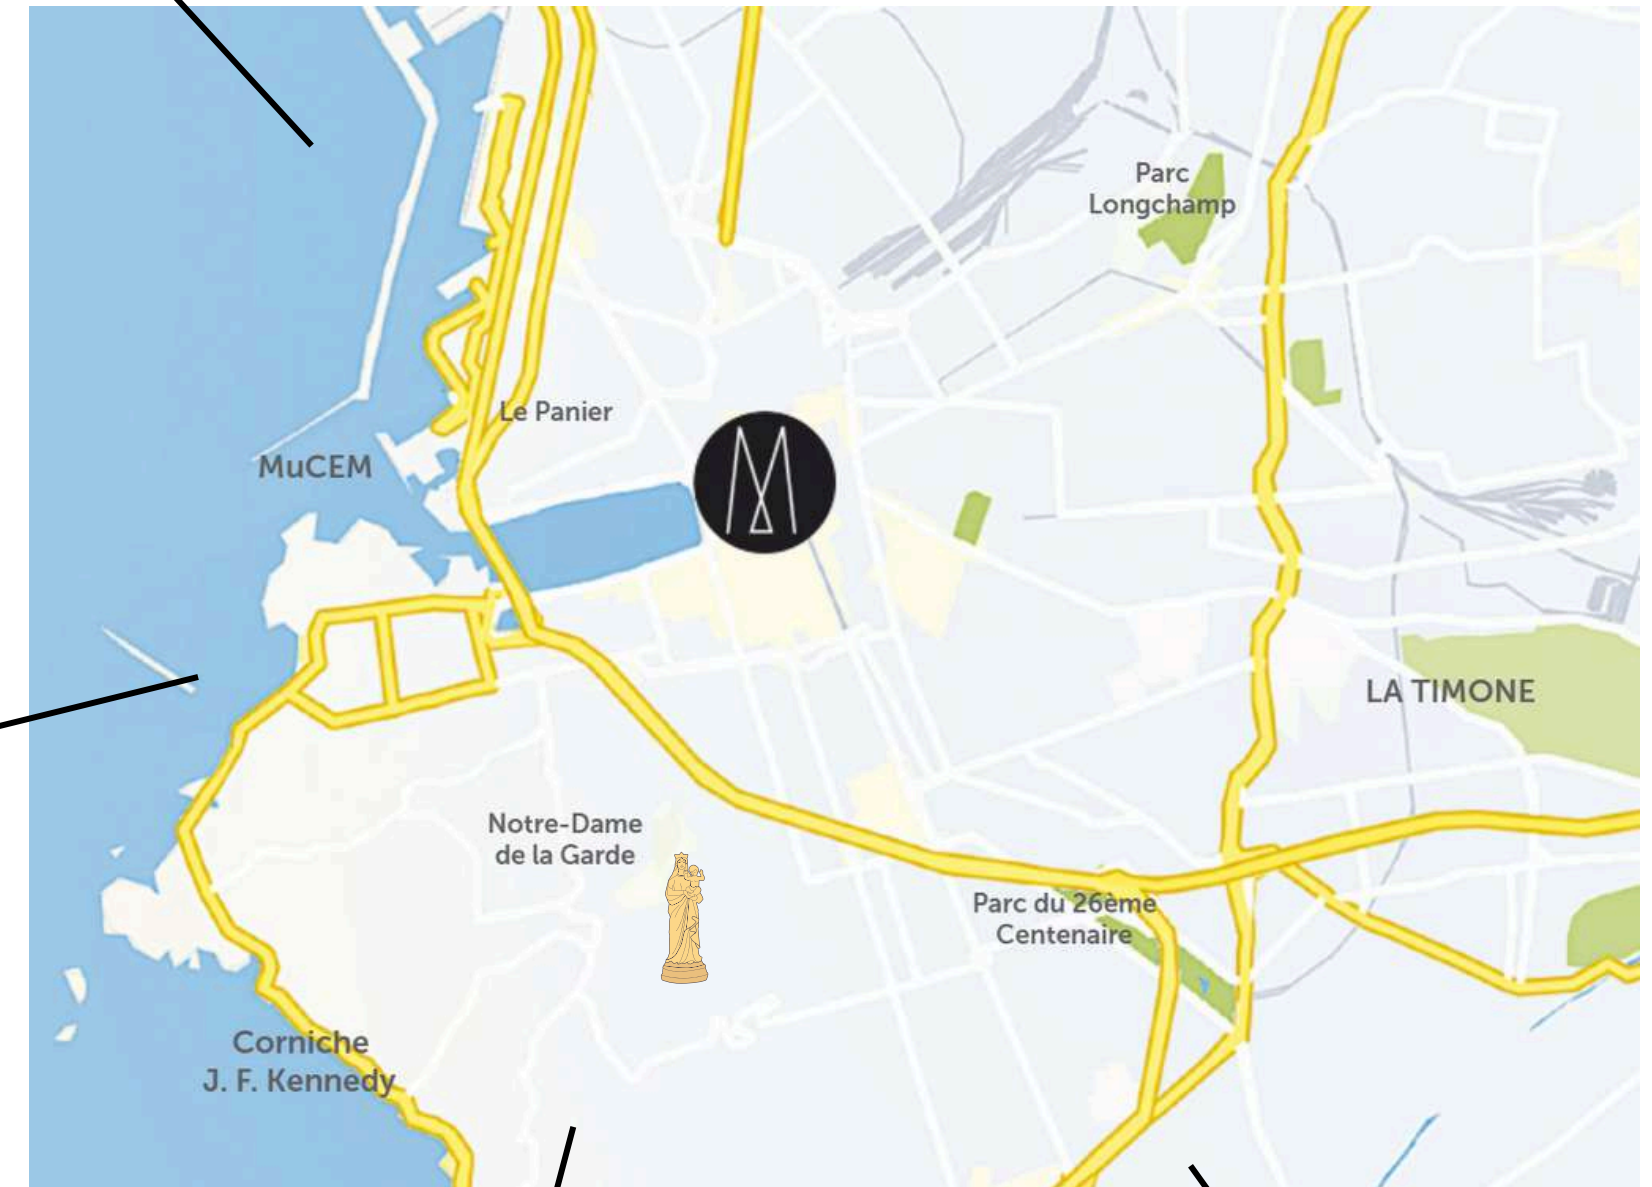 Parc
Longchamp
Le Panier
MuCEM
LA TIMONE
Notre-Dame
de la Garde
Parc du 26ème
Centenaire
Corniche
J. F. Kennedy